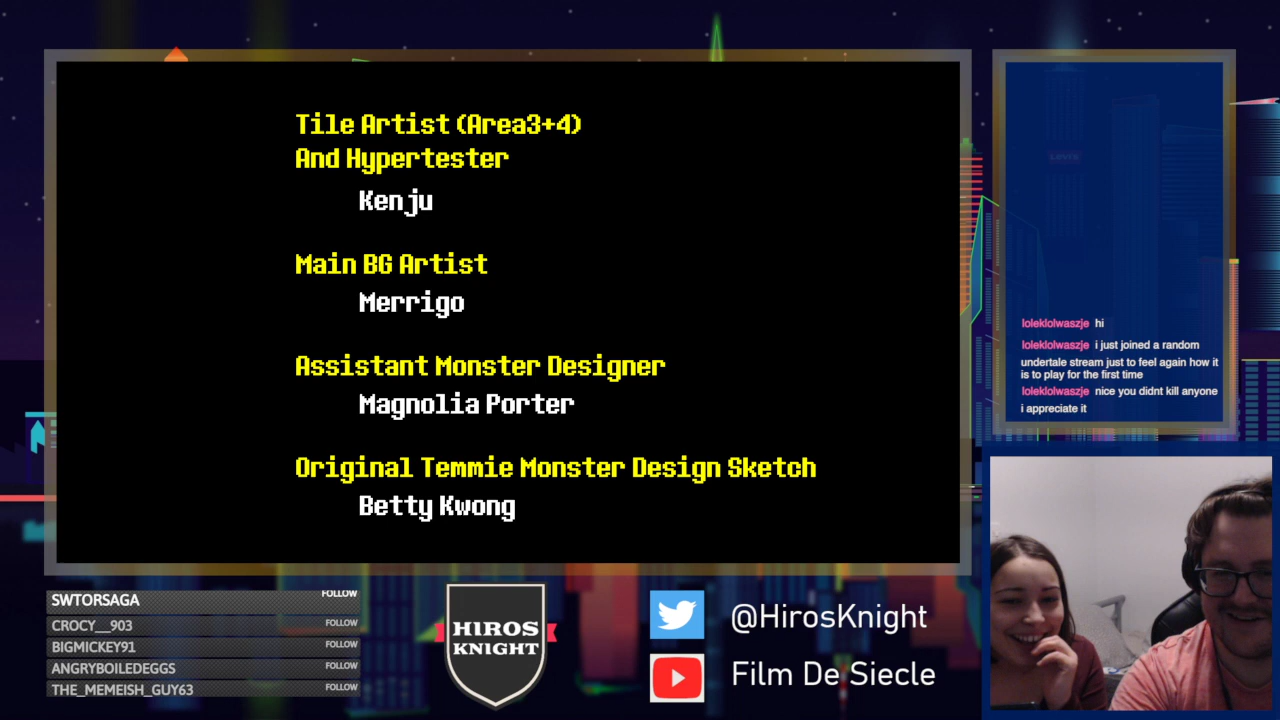 Tile Artist (Area3+4)
And Hypertester
Kenju
Main BG Artist
Merrigo
Assistant Monster Designer
Magnolia Porter
Original Temmie Monster Design Sketch
Betty Kwong
loleklolwaszje hi
loleklolwaszje i just joined a random
undertale stream just to feel again how it
is to play for the first time
loleklolwaszje nice you didnt kill anyone
i appreciate it
SWTORSAGA FOLLOW
CROCY__903 FOLLOW
BIGMICKEY91 FOLLOW
ANGRYBOILEDEGGS FOLLOW
THE_MEMEISH_GUY63 FOLLOW
HIROS
KNIGHT
@HirosKnight
Film De Siecle